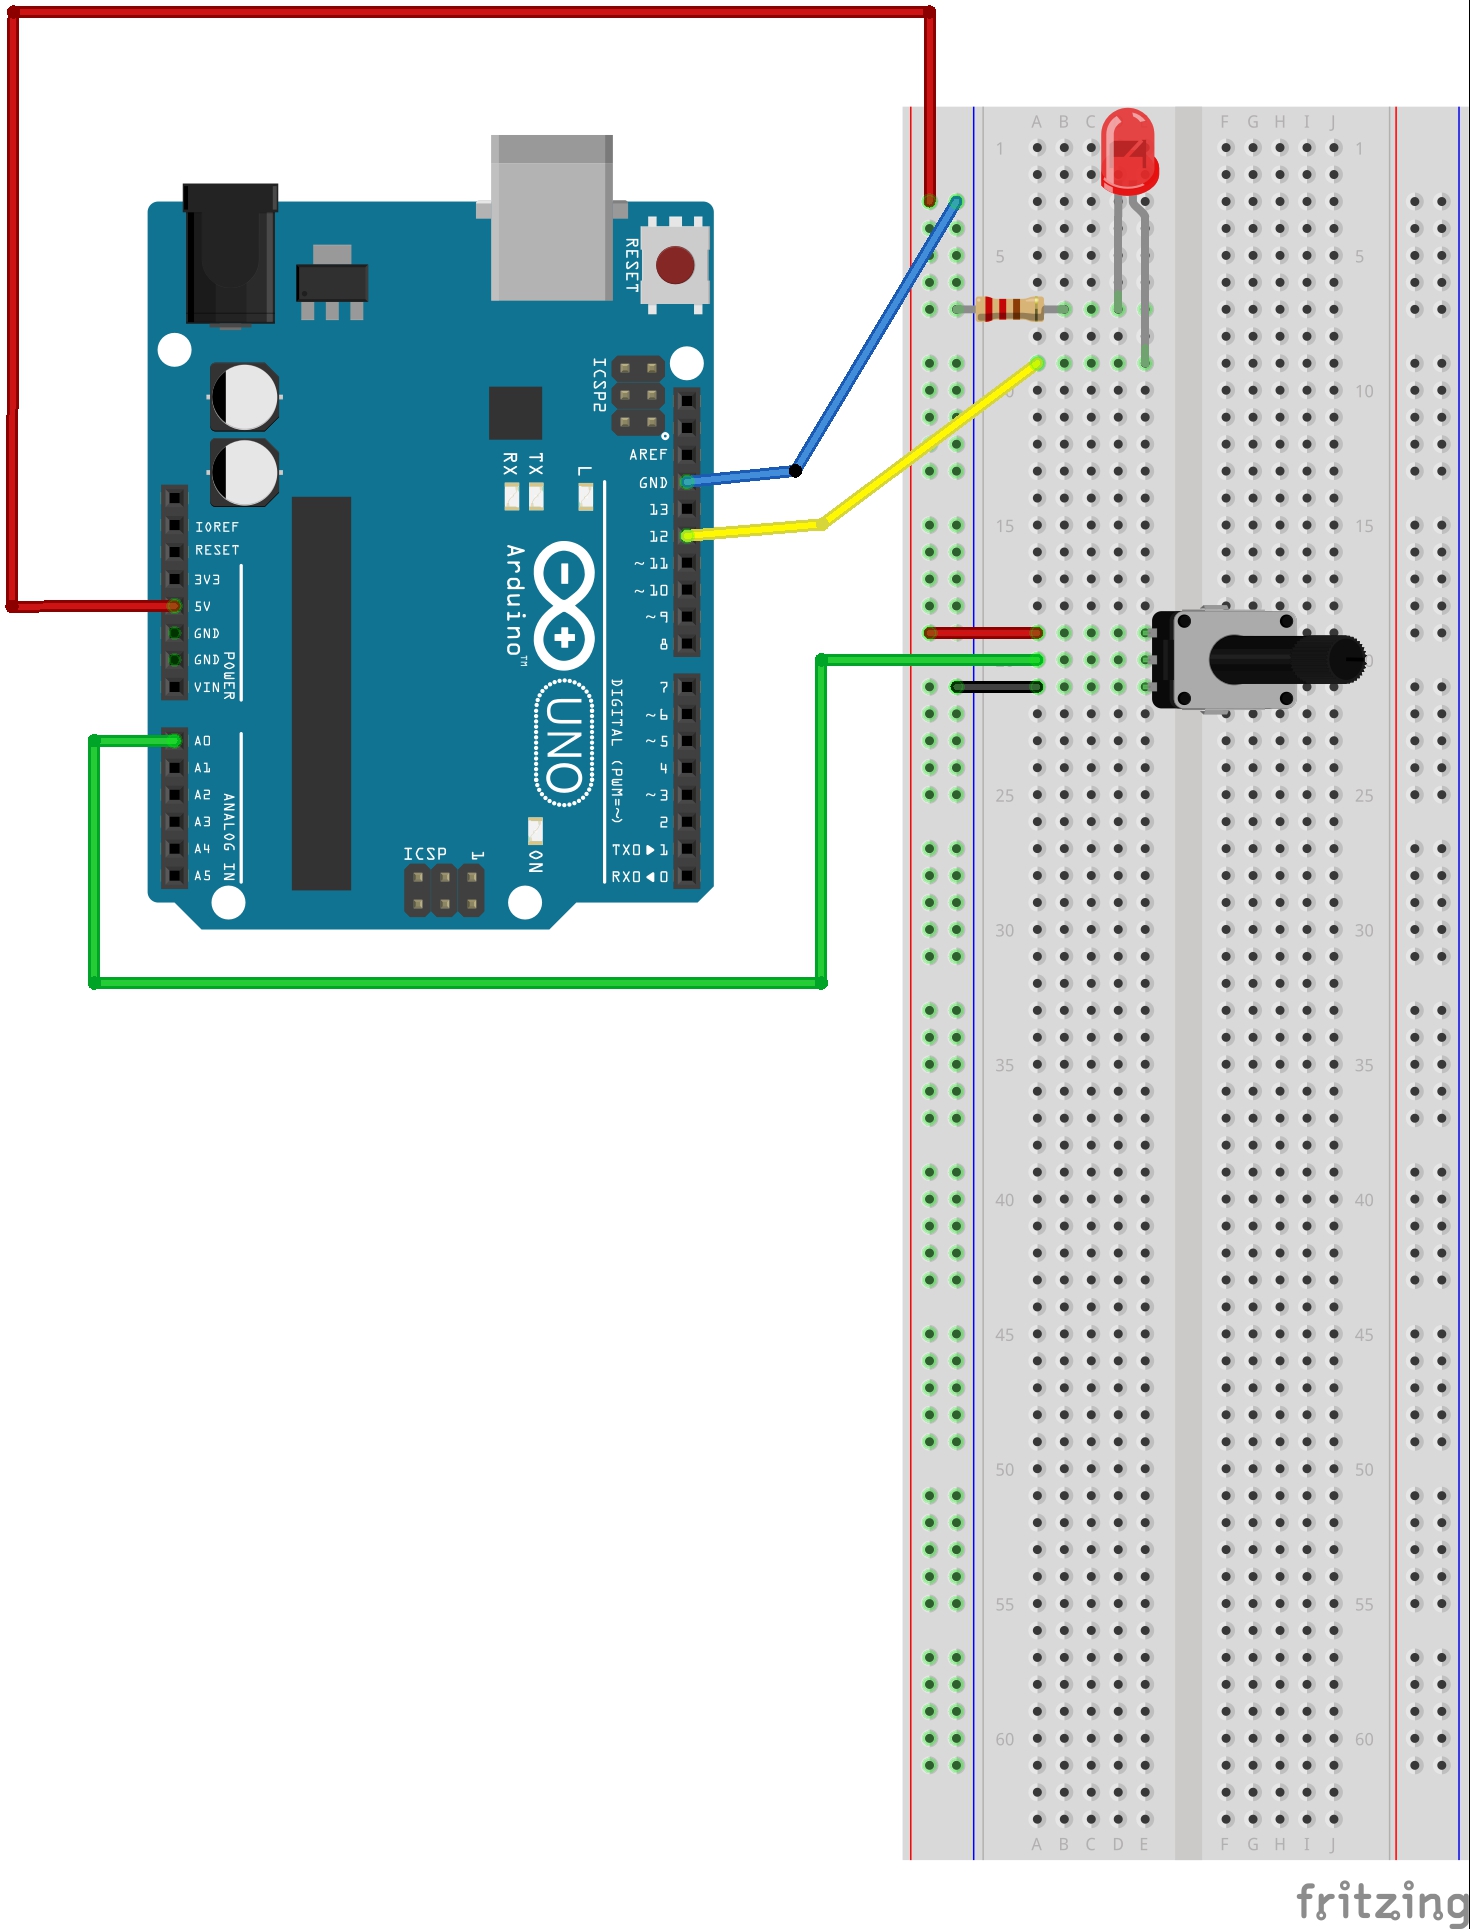 A B C F G H I J
1 1
5 5
10
15 15
25 25
30 30
35 35
40 40
45 45
50 50
55 55
60 60
A B C D E F G H I J
RESET
ICSP2
AREF
GND
13
12
~11
~10
~9
8
7
~6
~5
4
~3
2
TX0▶1
RX0◀0
DIGITAL (PWM=~)
RX TX L
Arduino™
UNO
IOREF
RESET
3V3
5V
GND
GND
VIN
POWER
A0
A1
A2
A3
A4
A5
ANALOG IN
ICSP 1
ON
fritzing